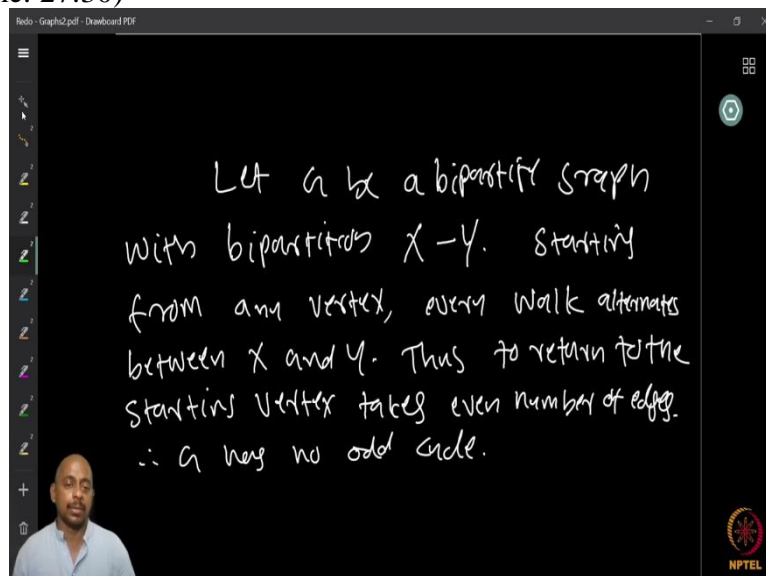 Redo - Graphs2.pdf - Drawboard PDF
Let G be a bipartite graph
with bipartition X-Y. Starting
from any vertex, every walk alternates
between X and Y. Thus to return to the
starting vertex takes even number of edges.
∴ G has no odd cycle.
NPTEL